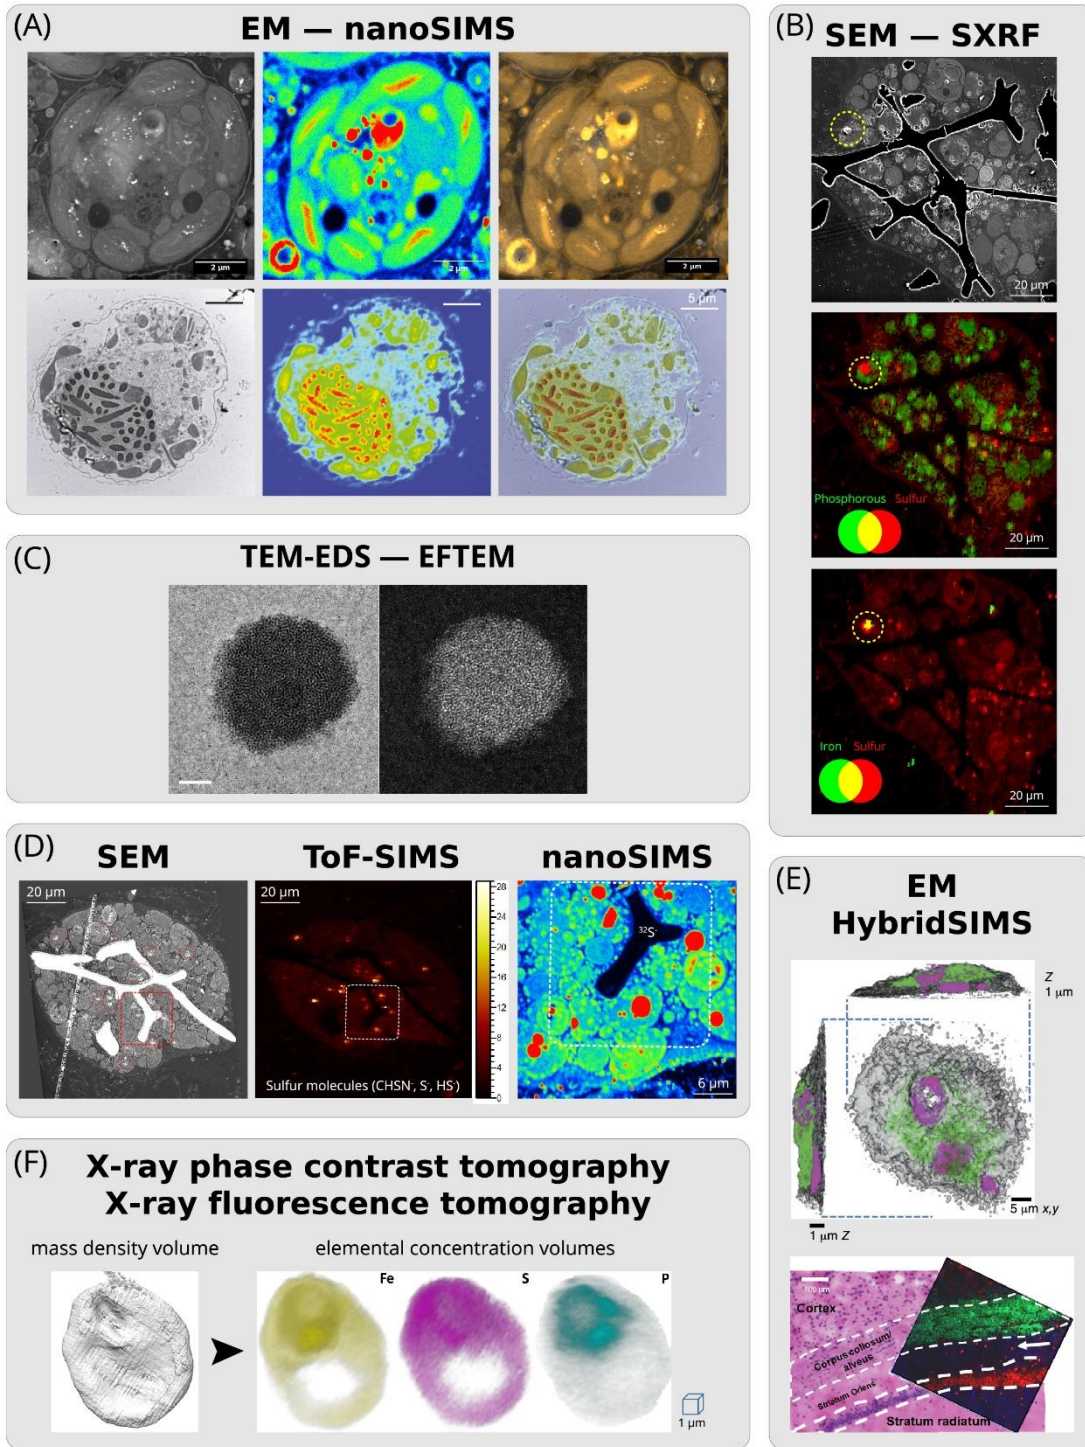 (A)
EM — nanoSIMS
2 µm
2 µm
2 µm
5 µm
(B)
SEM — SXRF
20 µm
Phosphorous Sulfur
20 µm
Iron Sulfur
20 µm
(C)
TEM-EDS — EFTEM
(D)
SEM
ToF-SIMS
nanoSIMS
20 µm
20 µm
28
24
20
16
12
8
4
0
Sulfur molecules (CHSN⁻, S⁻, HS⁻)
³²S⁻
6 µm
(E)
EM
HybridSIMS
Z
1 µm
5 µm x,y
1 µm Z
100 µm
Cortex
Corpus collosum/
alveus
Striatum Oriens
Stratum radiatum
(F)
X-ray phase contrast tomography
X-ray fluorescence tomography
mass density volume
elemental concentration volumes
Fe
S
P
1 µm